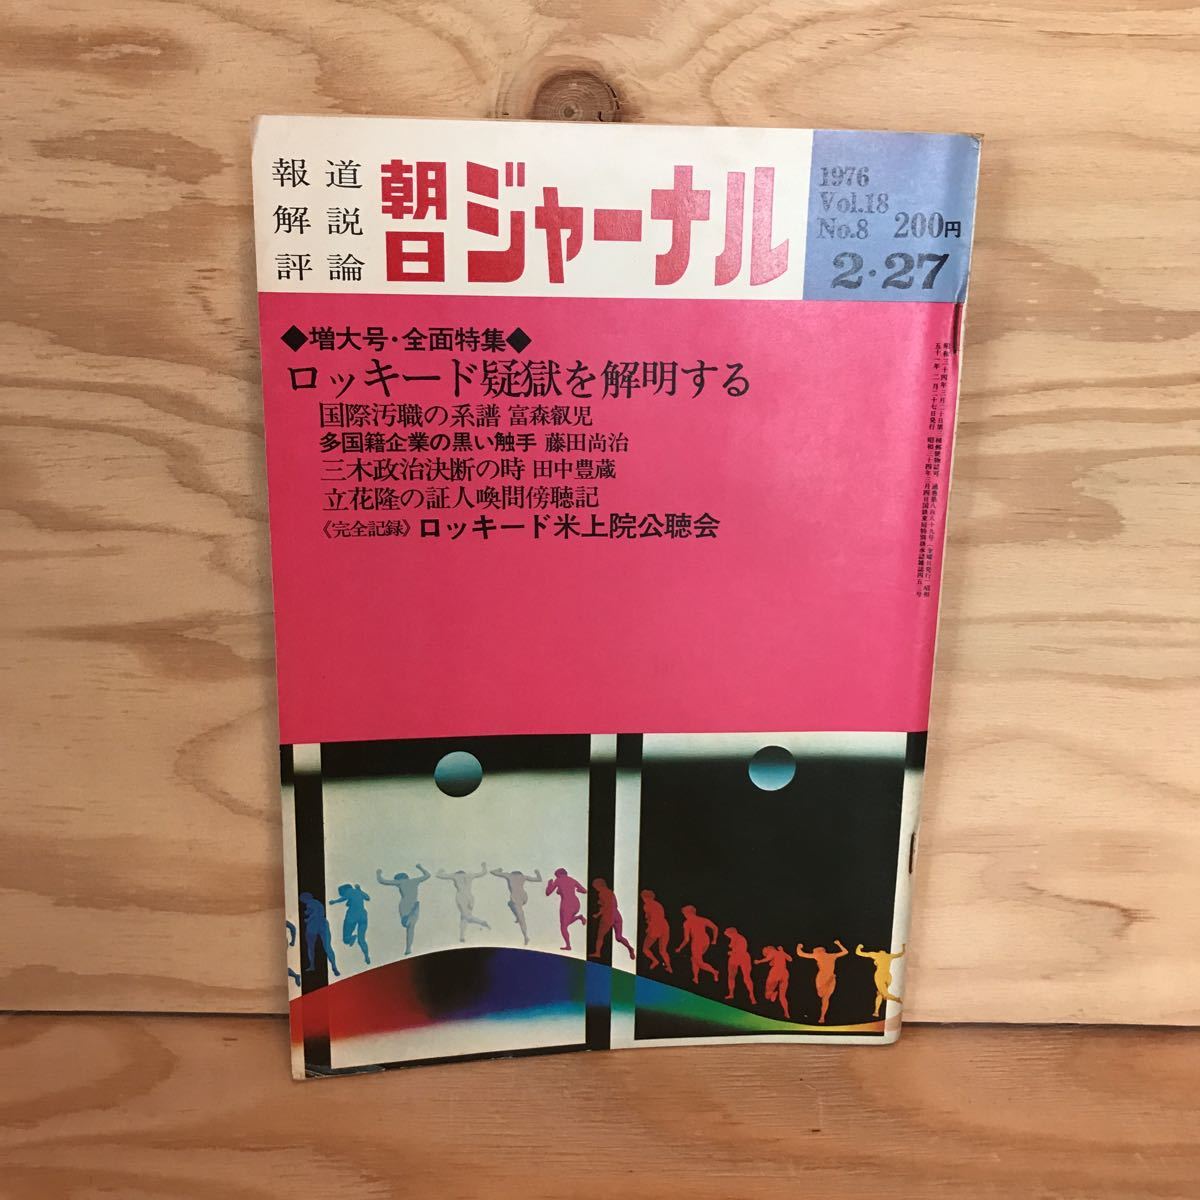 報道
解説
評論
朝日ジャーナル
1976
Vol.18
No.8 200円
2・27
◆増大号・全面特集◆
ロッキード疑獄を解明する
国際汚職の系譜 富森叡児
多国籍企業の黒い触手 藤田尚治
三木政治決断の時 田中豊蔵
立花隆の証人喚問傍聴記
《完全記録》ロッキード米上院公聴会